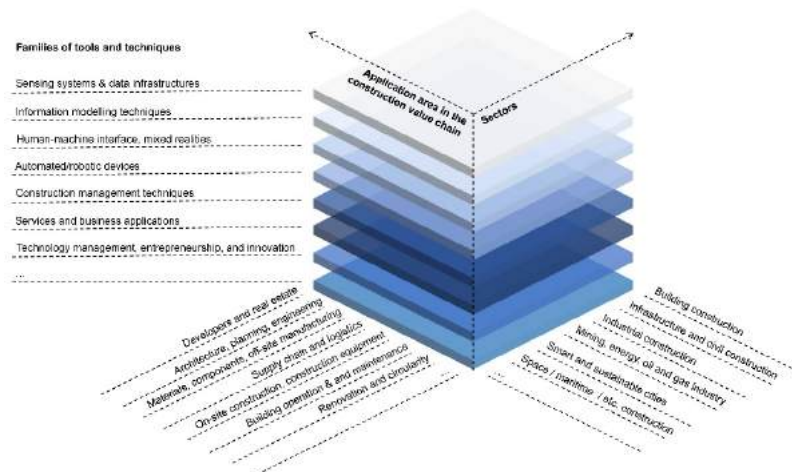 Families of tools and techniques
Sensing systems & data infrastructures
Information modelling techniques
Human-machine interface, mixed realities
Automated/robotic devices
Construction management techniques
Services and business applications
Technology management, entrepreneurship, and innovation
...
Application area in the
construction value chain
Sectors
Developers and real estate
Architecture, planning, engineering
Materials, components, off-site manufacturing
Supply chain and logistics
On-site construction, construction equipment
Building operation & and maintenance
Renovation and circularity
Building construction
Infrastructure and civil construction
Industrial construction
Mining, energy, oil and gas industry
Smart and sustainable cities
Space / maritime / etc. construction